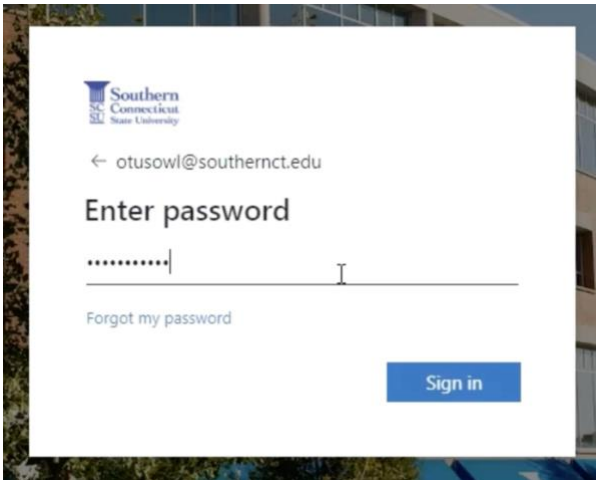 Southern
SC Connecticut
SU State University
← otusowl@southernct.edu
Enter password
•••••••••••
Forgot my password
Sign in